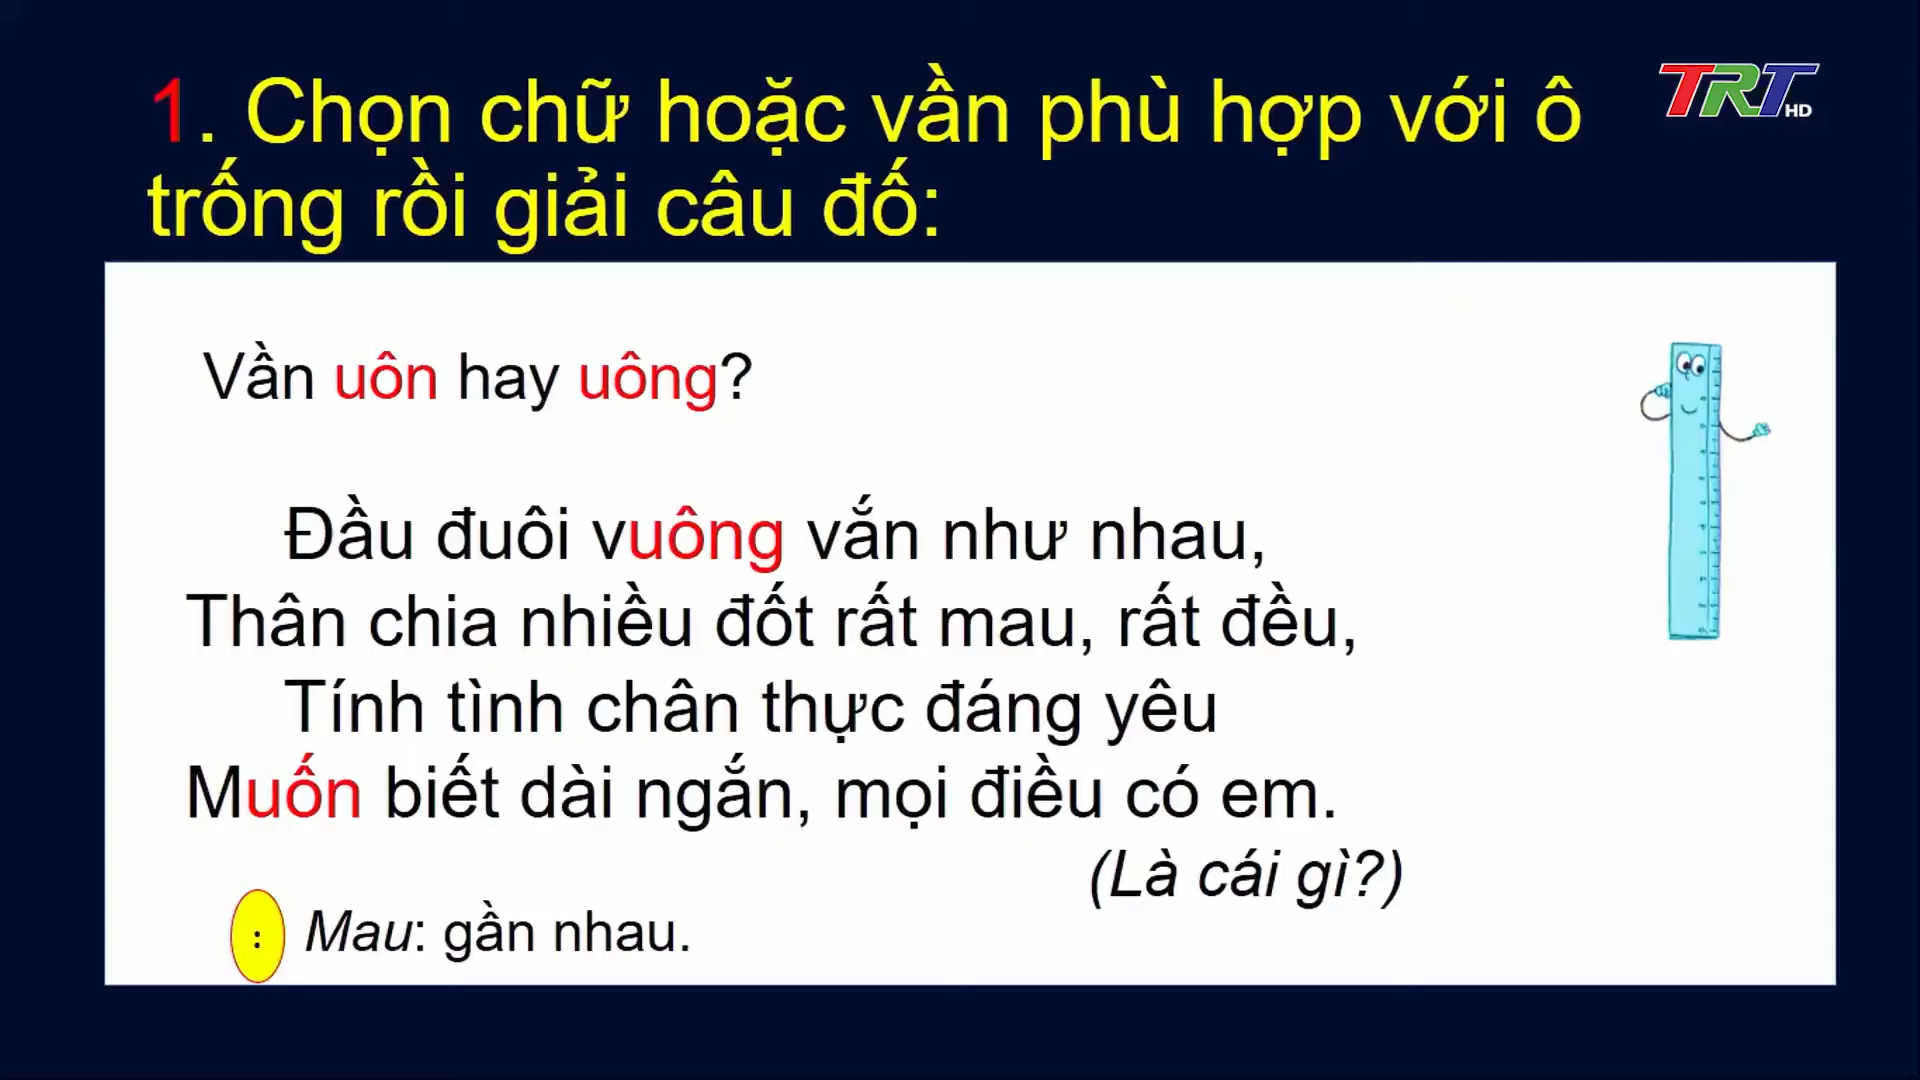 1. Chọn chữ hoặc vần phù hợp với ô
trống rồi giải câu đố:
TRT HD
Vần uôn hay uông?
Đầu đuôi vuông vắn như nhau,
Thân chia nhiều đốt rất mau, rất đều,
Tính tình chân thực đáng yêu
Muốn biết dài ngắn, mọi điều có em.
(Là cái gì?)
: Mau: gần nhau.